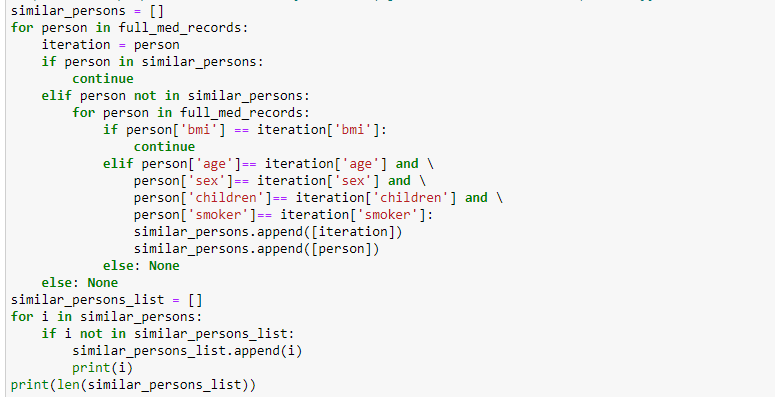 similar_persons = []
for person in full_med_records:
    iteration = person
    if person in similar_persons:
        continue
    elif person not in similar_persons:
        for person in full_med_records:
            if person['bmi'] == iteration['bmi']:
                continue
            elif person['age']== iteration['age'] and \
                person['sex']== iteration['sex'] and \
                person['children']== iteration['children'] and \
                person['smoker']== iteration['smoker']:
                similar_persons.append([iteration])
                similar_persons.append([person])
            else: None
    else: None
similar_persons_list = []
for i in similar_persons:
    if i not in similar_persons_list:
        similar_persons_list.append(i)
        print(i)
print(len(similar_persons_list))